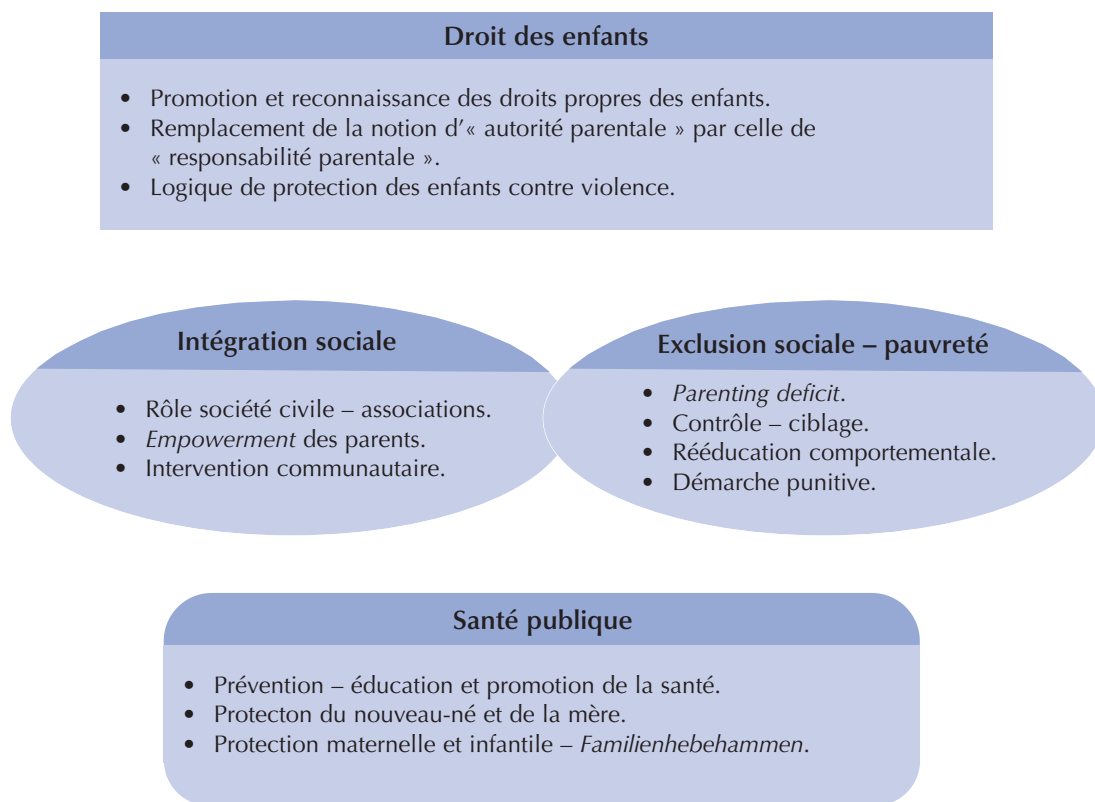 Droit des enfants
• Promotion et reconnaissance des droits propres des enfants.
• Remplacement de la notion d'« autorité parentale » par celle de
« responsabilité parentale ».
• Logique de protection des enfants contre violence.
Intégration sociale
• Rôle société civile – associations.
• Empowerment des parents.
• Intervention communautaire.
Exclusion sociale – pauvreté
• Parenting deficit.
• Contrôle – ciblage.
• Rééducation comportementale.
• Démarche punitive.
Santé publique
• Prévention – éducation et promotion de la santé.
• Protecton du nouveau-né et de la mère.
• Protection maternelle et infantile – Familienhebehammen.